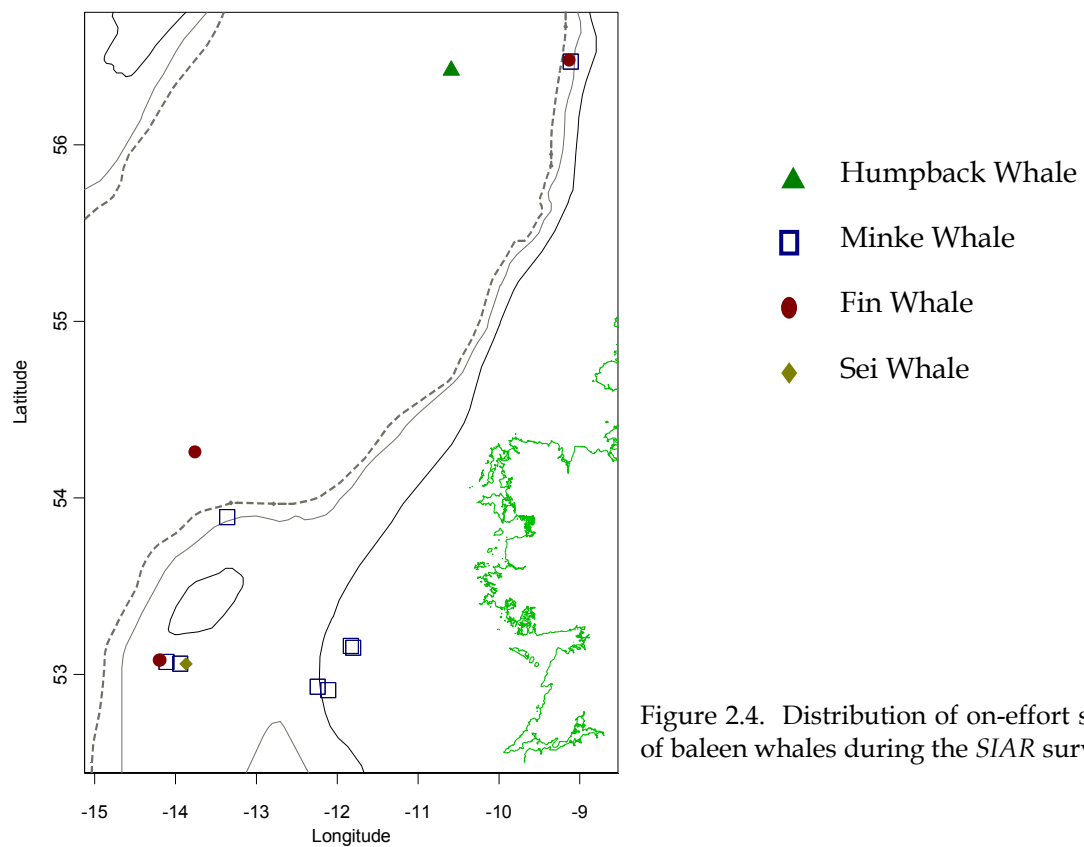 56
55
54
53
Latitude
-15 -14 -13 -12 -11 -10 -9
Longitude
Humpback Whale
Minke Whale
Fin Whale
Sei Whale
Figure 2.4. Distribution of on-effort s
of baleen whales during the SIAR surv